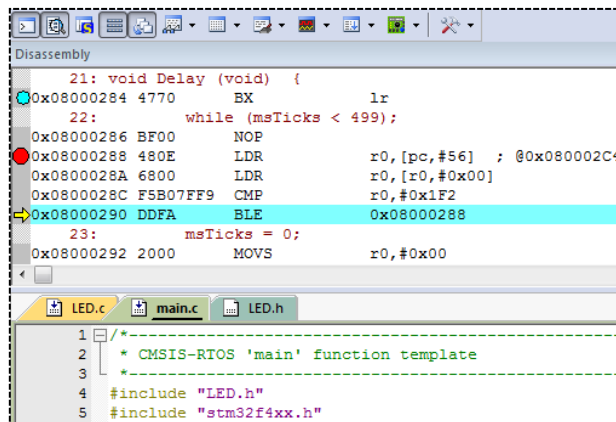 Disassembly
21: void Delay (void)  {
0x08000284 4770      BX       lr
22:      while (msTicks < 499);
0x08000286 BF00      NOP
0x08000288 480E      LDR      r0,[pc,#56]  ; @0x080002C4
0x0800028A 6800      LDR      r0,[r0,#0x00]
0x0800028C F5B07FF9  CMP      r0,#0x1F2
0x08000290 DDFA      BLE      0x08000288
23:      msTicks = 0;
0x08000292 2000      MOVS     r0,#0x00
LED.c main.c LED.h
1 /*----------------------------------------------------------
2  * CMSIS-RTOS 'main' function template
3  *----------------------------------------------------------
4 #include "LED.h"
5 #include "stm32f4xx.h"